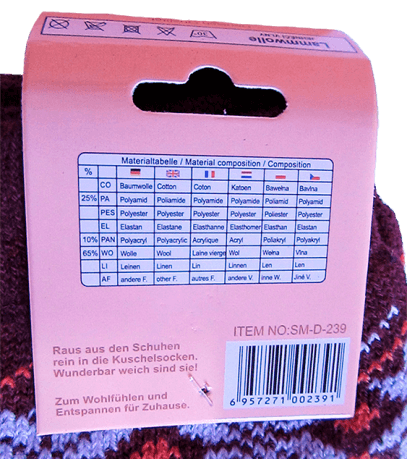 Lammwolle
30
Materialtabelle / Material composition / Composition
%
CO Baumwolle Cotton Coton Katoen Bawełna Bavlna
25% PA Polyamid Poliamide Polyamide Polyamide Poliamid Polyamid
PES Polyester Polyester Polyester Polyester Poliester Polyester
EL Elastan Elastane Elasthanne Elasthomer Elasthan Elastan
10% PAN Polyacryl Polyacrylic Acrylique Acryl Poliakryl Polyakryl
65% WO Wolle Wool Laine vierge Wol Wełna Vlna
LI Leinen Linen Lin Linnen Len Len
AF andere F. other F. autres F. andere V. inne W. Jiné V.
ITEM NO:SM-D-239
Raus aus den Schuhen
rein in die Kuschelsocken.
Wunderbar weich sind sie!
Zum Wohlfühlen und
Entspannen für Zuhause.
6 957271 002391